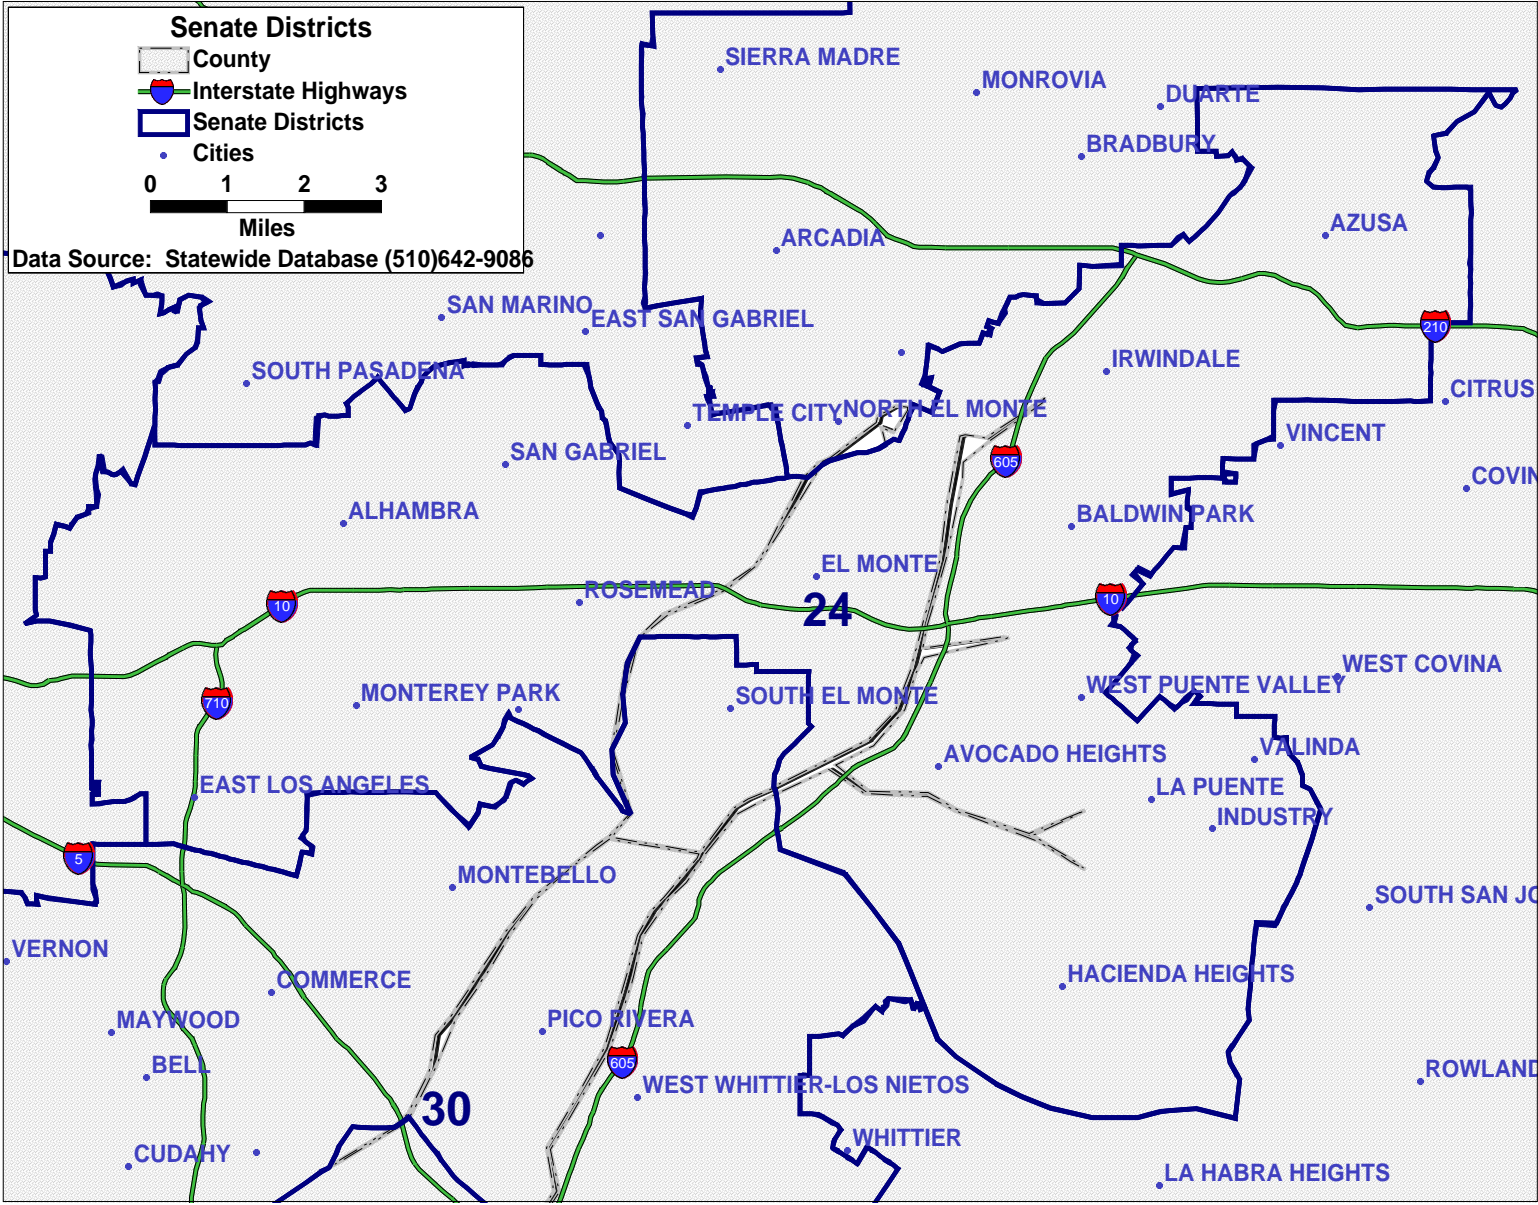 Senate Districts
County
Interstate Highways
Senate Districts
Cities
0 1 2 3
Miles
Data Source: Statewide Database (510)642-9086
SIERRA MADRE
MONROVIA
DUARTE
BRADBURY
AZUSA
ARCADIA
SAN MARINO
EAST SAN GABRIEL
210
IRWINDALE
SOUTH PASADENA
CITRUS
TEMPLE CITY
NORTH EL MONTE
VINCENT
SAN GABRIEL
605
COVIN
ALHAMBRA
BALDWIN PARK
EL MONTE
ROSEMEAD
10
10
24
WEST COVINA
MONTEREY PARK
SOUTH EL MONTE
WEST PUENTE VALLEY
710
AVOCADO HEIGHTS
VALINDA
EAST LOS ANGELES
LA PUENTE
INDUSTRY
5
MONTEBELLO
SOUTH SAN JO
VERNON
COMMERCE
HACIENDA HEIGHTS
MAYWOOD
PICO RIVERA
BELL
605
ROWLAND
WEST WHITTIER-LOS NIETOS
30
WHITTIER
CUDAHY
LA HABRA HEIGHTS